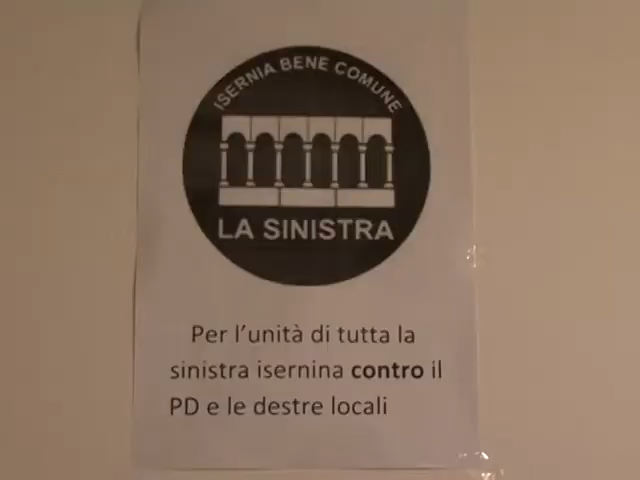 ISERNIA BENE COMUNE
LA SINISTRA
Per l'unità di tutta la
sinistra isernina contro il
PD e le destre locali